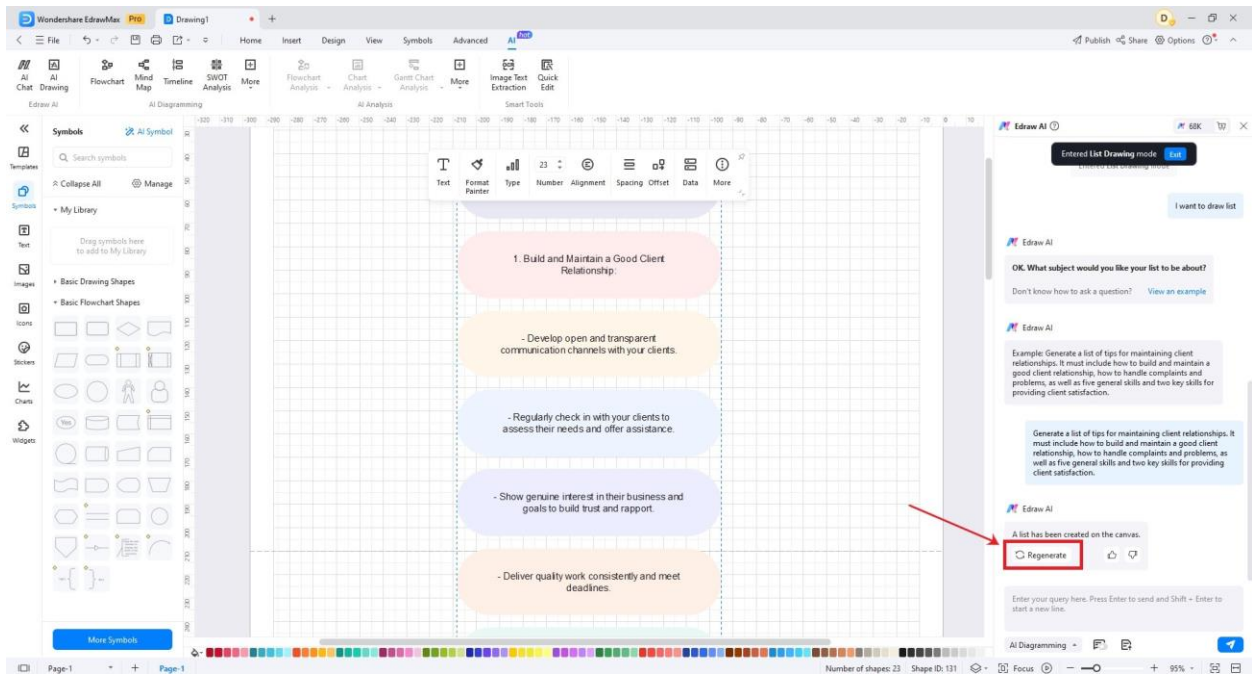 Wondershare EdrawMax Pro Drawing1
File Home Insert Design View Symbols Advanced AI hot Publish Share Options
AI Chat
AI Drawing
Flowchart
Mind Map
Timeline
SWOT Analysis
More
Flowchart Analysis
Chart Analysis
Gantt Chart Analysis
More
Image Text Extraction
Quick Edit
Edraw AI
AI Diagramming
AI Analysis
Smart Tools
Templates
Symbols
Text
Images
Icons
Stickers
Charts
Widgets
Symbols AI Symbol
Search symbols
Collapse All Manage
My Library
Drag symbols here
to add to My Library
Basic Drawing Shapes
Basic Flowchart Shapes
Yes
More Symbols
23
Text Format Painter Type Number Alignment Spacing Offset Data More
1. Build and Maintain a Good Client
Relationship:
- Develop open and transparent
communication channels with your clients.
- Regularly check in with your clients to
assess their needs and offer assistance.
- Show genuine interest in their business and
goals to build trust and rapport.
- Deliver quality work consistently and meet
deadlines.
Edraw AI 68K
Entered List Drawing mode Exit
I want to draw list
Edraw AI
OK. What subject would you like your list to be about?
Don't know how to ask a question? View an example
Edraw AI
Example: Generate a list of tips for maintaining client
relationships. It must include how to build and maintain a
good client relationship, how to handle complaints and
problems, as well as five general skills and two key skills for
providing client satisfaction.
Generate a list of tips for maintaining client relationships. It
must include how to build and maintain a good client
relationship, how to handle complaints and problems, as
well as five general skills and two key skills for providing
client satisfaction.
Edraw AI
A list has been created on the canvas.
Regenerate
Enter your query here. Press Enter to send and Shift + Enter to
start a new line.
AI Diagramming
Page-1 Page-1 Number of shapes: 23 Shape ID: 131 Focus 95%